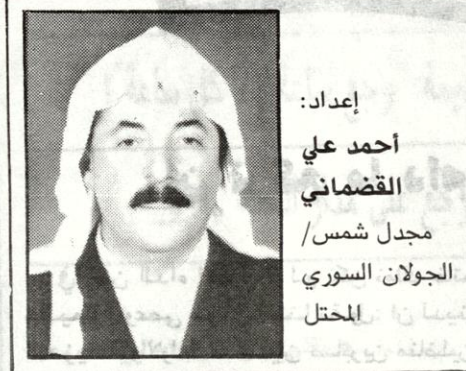 إعداد:
أحمد علي
القضماني
مجدل شمس/
الجولان السوري
المحتل